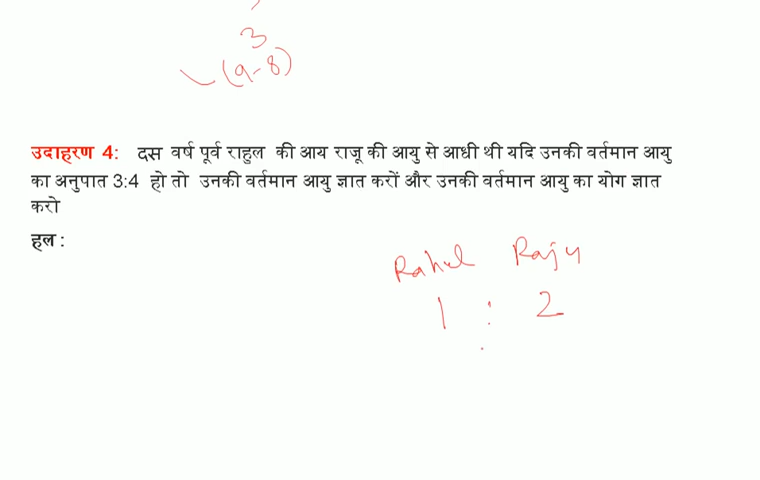 3
(9-8)
उदाहरण 4: दस वर्ष पूर्व राहुल की आय राजू की आयु से आधी थी यदि उनकी वर्तमान आयु
का अनुपात 3:4 हो तो उनकी वर्तमान आयु ज्ञात करों और उनकी वर्तमान आयु का योग ज्ञात
करो
हल :
Rahul Raju
1 : 2